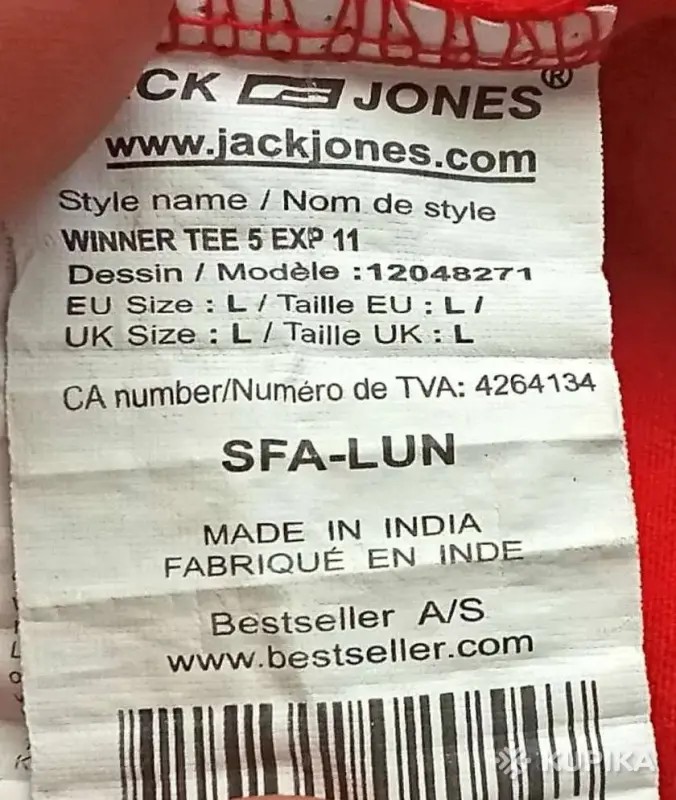 CK JONES®
www.jackjones.com
Style name / Nom de style
WINNER TEE 5 EXP 11
Dessin / Modèle :12048271
EU Size : L / Taille EU : L /
UK Size : L / Taille UK : L
CA number/Numéro de TVA: 4264134
SFA-LUN
MADE IN INDIA
FABRIQUÉ EN INDE
Bestseller A/S
www.bestseller.com
KUPIKA